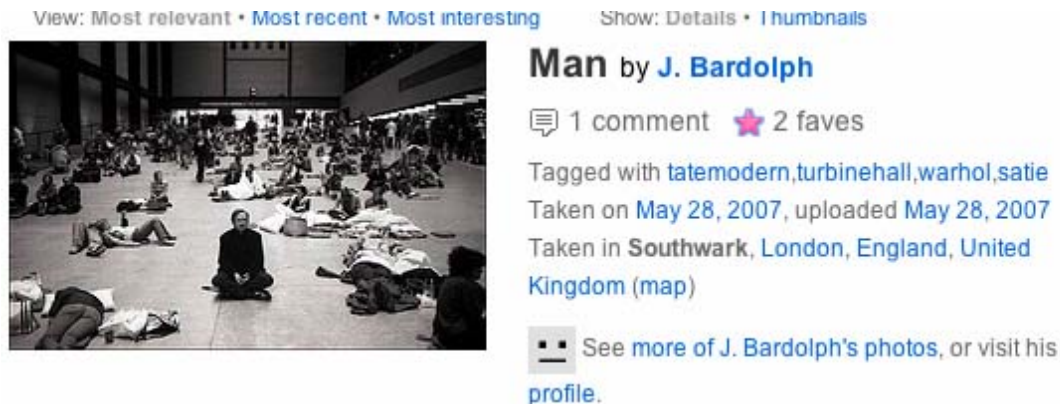 View: Most relevant • Most recent • Most interesting Show: Details • Thumbnails
Man by J. Bardolph
1 comment 2 faves
Tagged with tatemodern,turbinehall,warhol,satie
Taken on May 28, 2007, uploaded May 28, 2007
Taken in Southwark, London, England, United
Kingdom (map)
See more of J. Bardolph's photos, or visit his
profile.